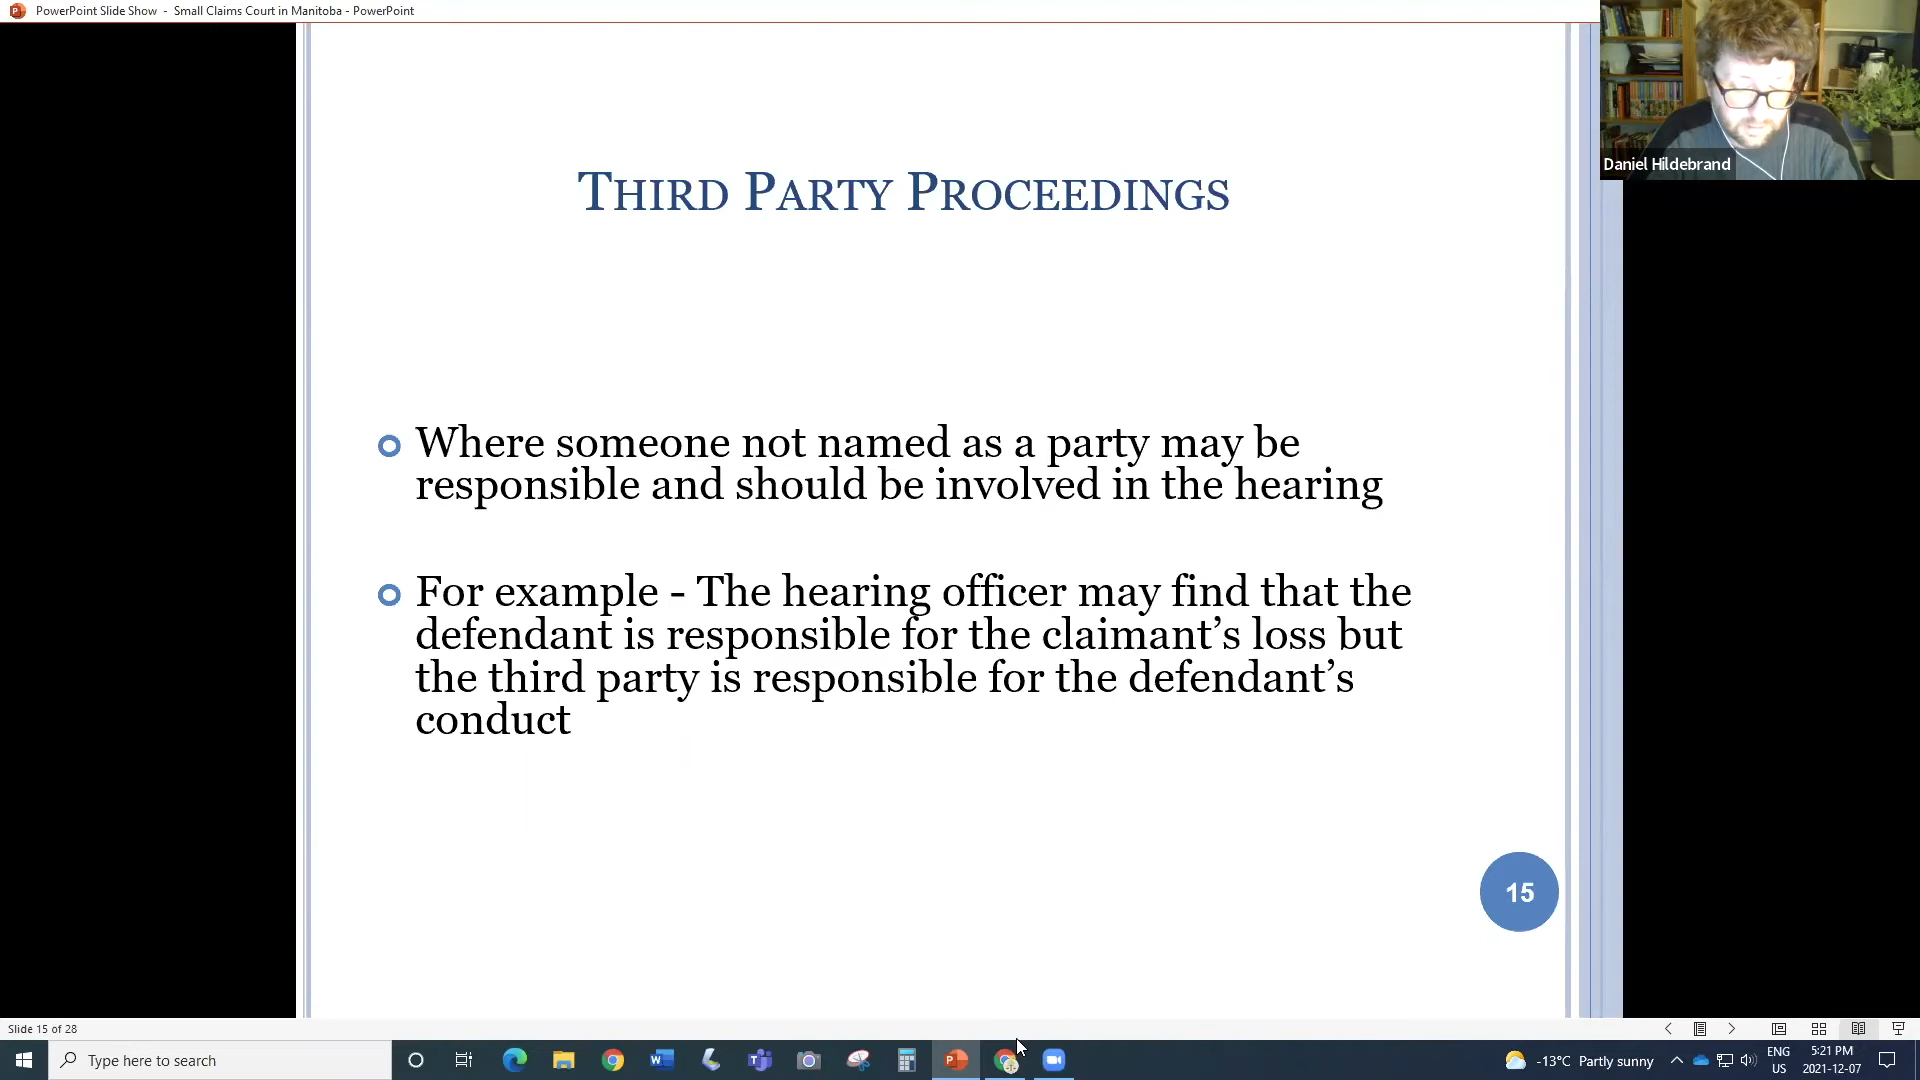 PowerPoint Slide Show - Small Claims Court in Manitoba - PowerPoint
Daniel Hildebrand
THIRD PARTY PROCEEDINGS
Where someone not named as a party may be
responsible and should be involved in the hearing
For example - The hearing officer may find that the
defendant is responsible for the claimant’s loss but
the third party is responsible for the defendant’s
conduct
15
Slide 15 of 28
Type here to search
-13°C Partly sunny
ENG
US
5:21 PM
2021-12-07